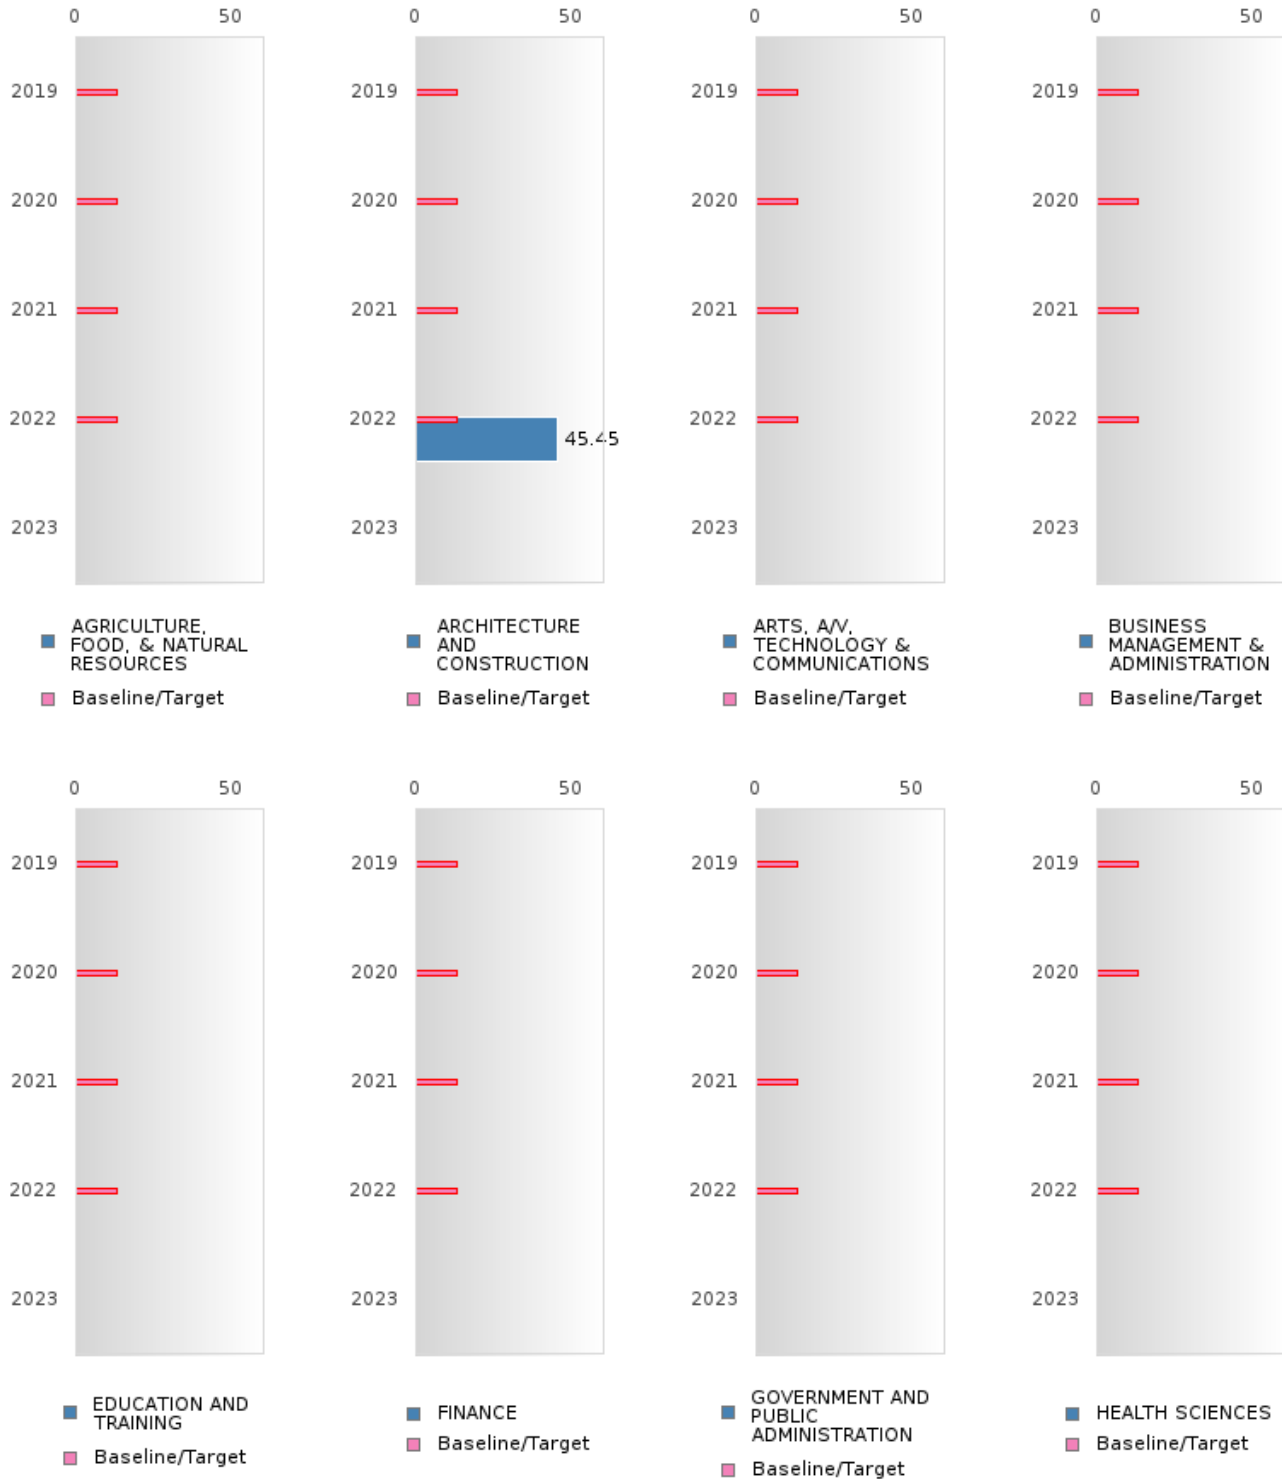 0 50
0 50
0 50
0 50
2019
2020
2021
2022
2023
2019
2020
2021
2022
45.45
2023
2019
2020
2021
2022
2023
2019
2020
2021
2022
2023
AGRICULTURE,
FOOD, & NATURAL
RESOURCES
Baseline/Target
ARCHITECTURE
AND
CONSTRUCTION
Baseline/Target
ARTS, A/V,
TECHNOLOGY &
COMMUNICATIONS
Baseline/Target
BUSINESS
MANAGEMENT &
ADMINISTRATION
Baseline/Target
0 50
0 50
0 50
0 50
2019
2020
2021
2022
2023
2019
2020
2021
2022
2023
2019
2020
2021
2022
2023
2019
2020
2021
2022
2023
EDUCATION AND
TRAINING
Baseline/Target
FINANCE
Baseline/Target
GOVERNMENT AND
PUBLIC
ADMINISTRATION
Baseline/Target
HEALTH SCIENCES
Baseline/Target